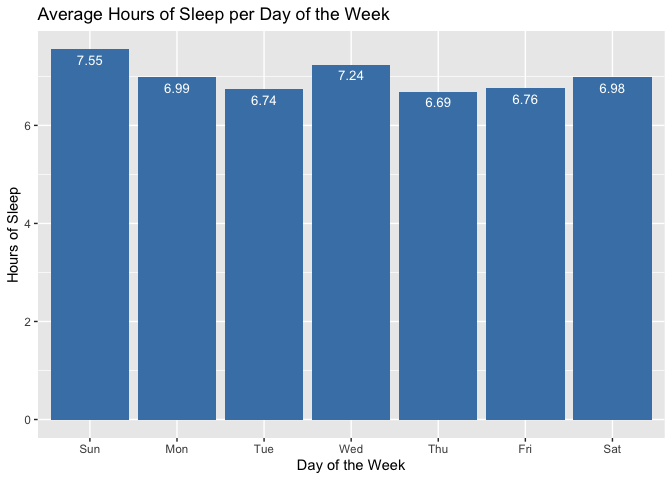 Average Hours of Sleep per Day of the Week
7.55
6.99
6.74
7.24
6.69
6.76
6.98
6
4
2
0
Hours of Sleep
Sun Mon Tue Wed Thu Fri Sat
Day of the Week